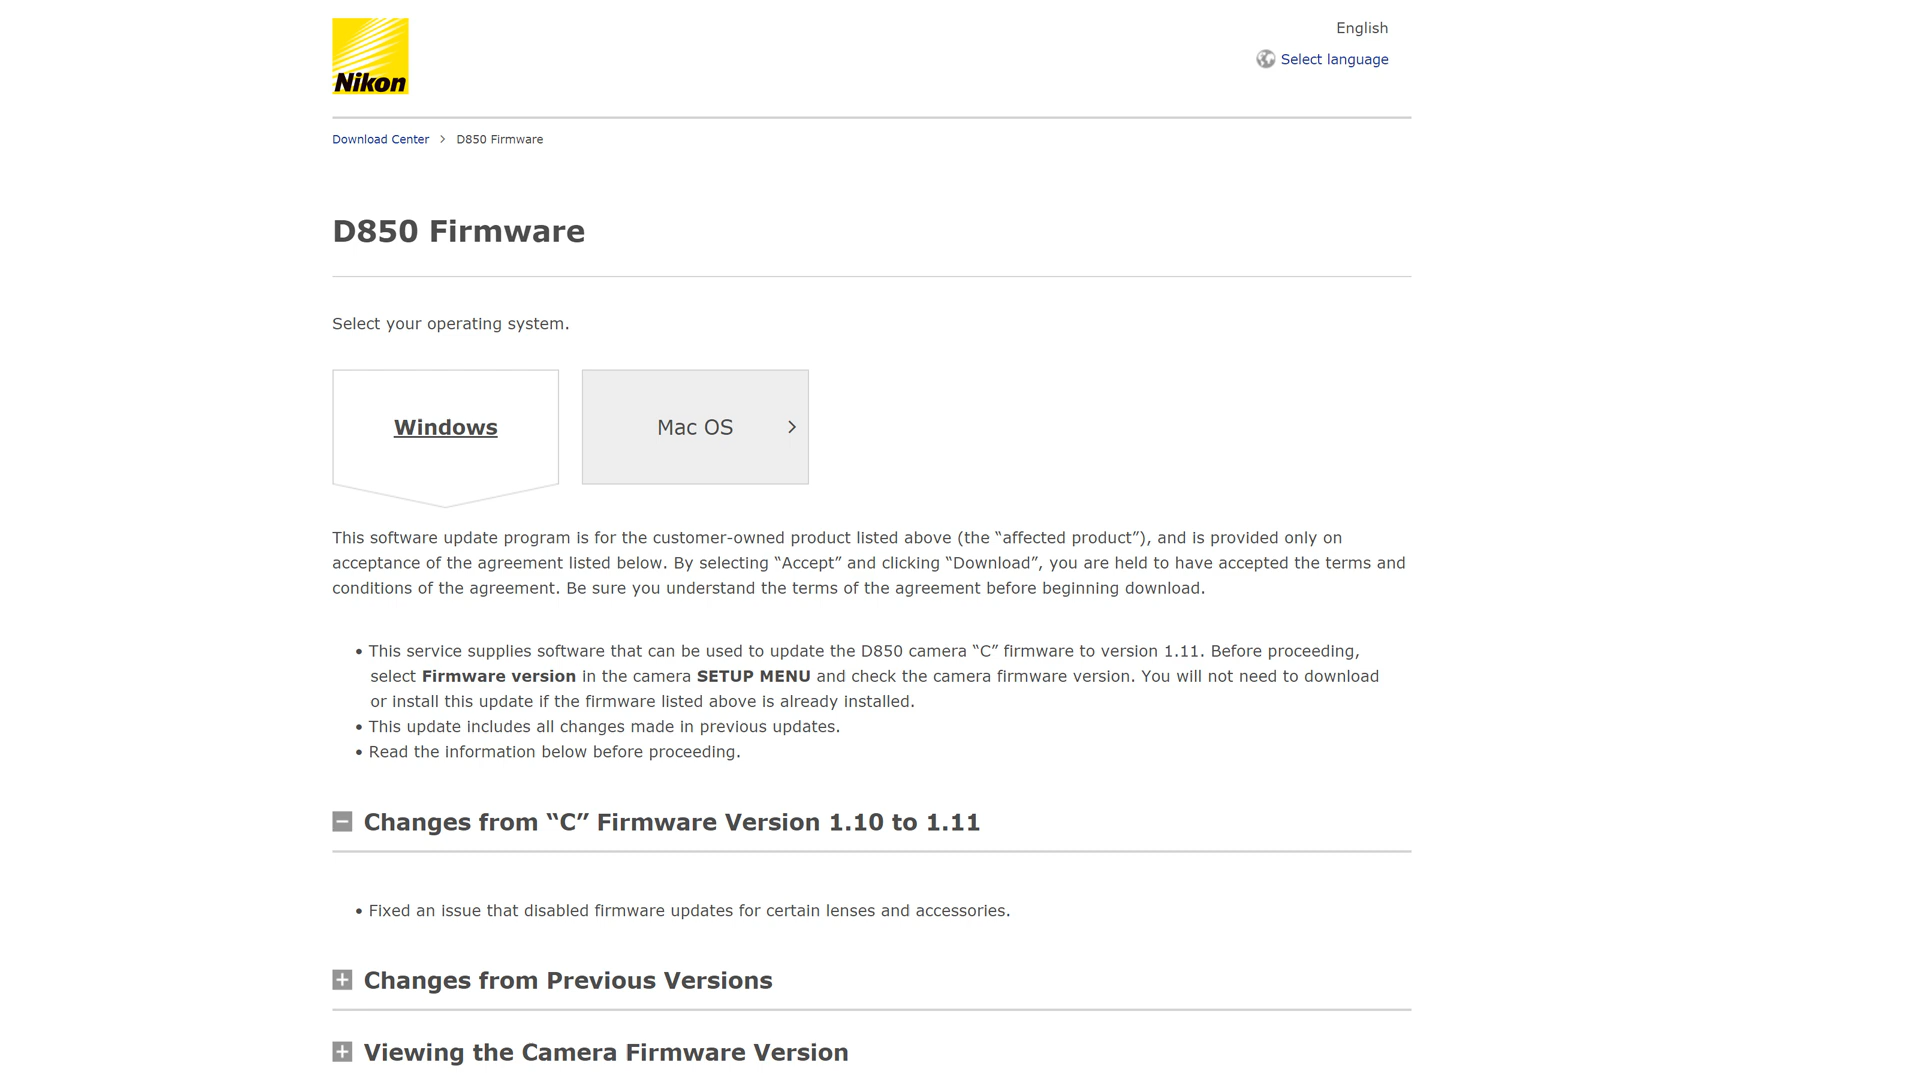 Nikon
English
Select language
Download Center > D850 Firmware
D850 Firmware
Select your operating system.
Windows
Mac OS
This software update program is for the customer-owned product listed above (the “affected product”), and is provided only on
acceptance of the agreement listed below. By selecting “Accept” and clicking “Download”, you are held to have accepted the terms and
conditions of the agreement. Be sure you understand the terms of the agreement before beginning download.
• This service supplies software that can be used to update the D850 camera “C” firmware to version 1.11. Before proceeding,
select Firmware version in the camera SETUP MENU and check the camera firmware version. You will not need to download
or install this update if the firmware listed above is already installed.
• This update includes all changes made in previous updates.
• Read the information below before proceeding.
Changes from “C” Firmware Version 1.10 to 1.11
• Fixed an issue that disabled firmware updates for certain lenses and accessories.
Changes from Previous Versions
Viewing the Camera Firmware Version